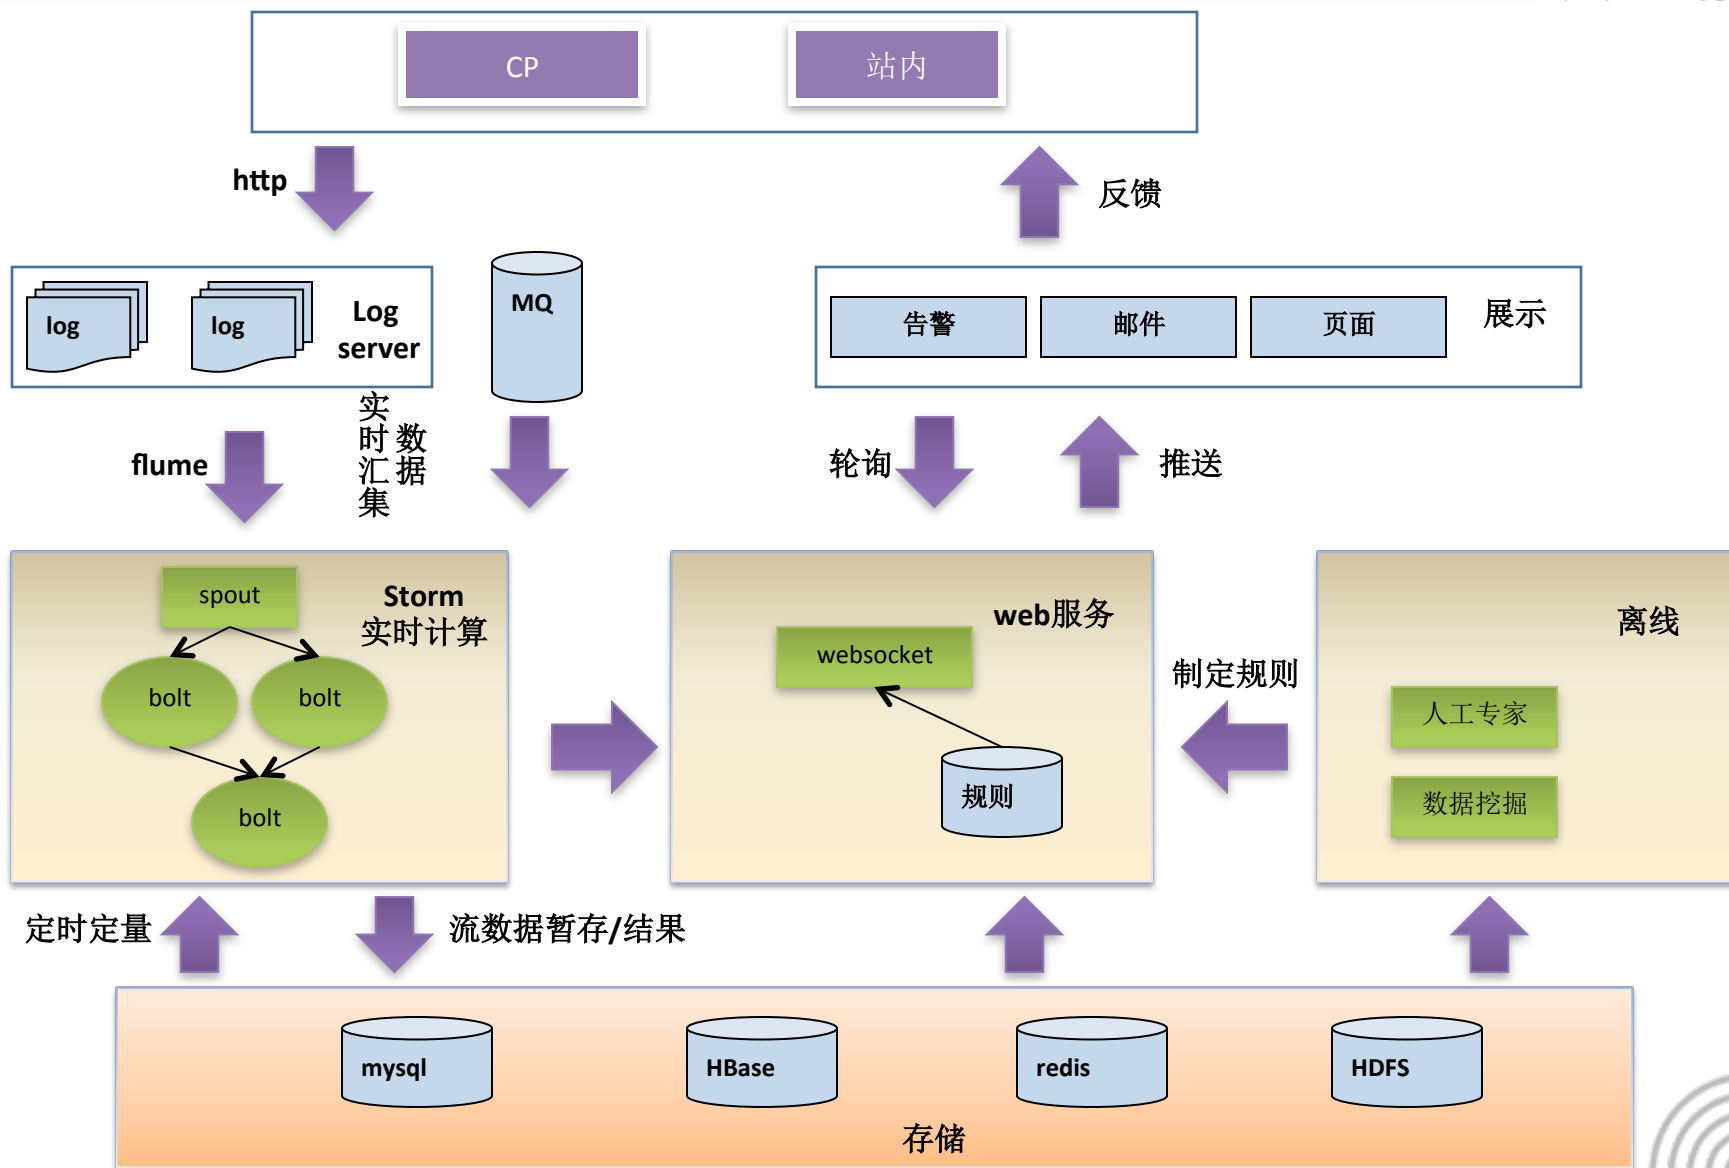 CP
站内
http
反馈
log
log
Log
server
MQ
告警
邮件
页面
展示
实时汇集
数据
flume
轮询
推送
spout
Storm
实时计算
bolt
bolt
bolt
web服务
websocket
规则
制定规则
离线
人工专家
数据挖掘
定时定量
流数据暂存/结果
mysql
HBase
redis
HDFS
存储